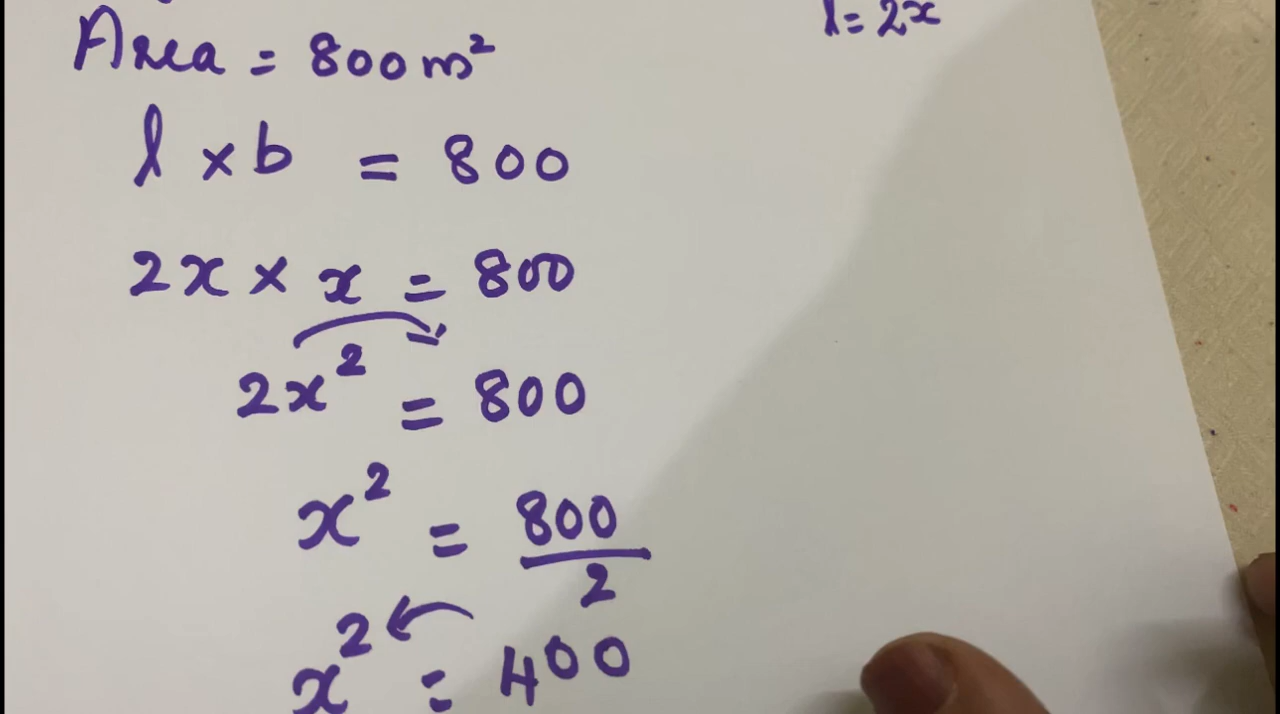 l = 2x
Area = 800 m²
l × b = 800
2x × x = 800
2x² = 800
x² = 800/2
x² = 400